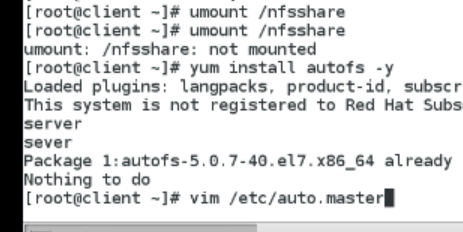 [root@client ~]# umount /nfsshare
[root@client ~]# umount /nfsshare
umount: /nfsshare: not mounted
[root@client ~]# yum install autofs -y
Loaded plugins: langpacks, product-id, subscr
This system is not registered to Red Hat Subs
server
sever
Package 1:autofs-5.0.7-40.el7.x86_64 already
Nothing to do
[root@client ~]# vim /etc/auto.master